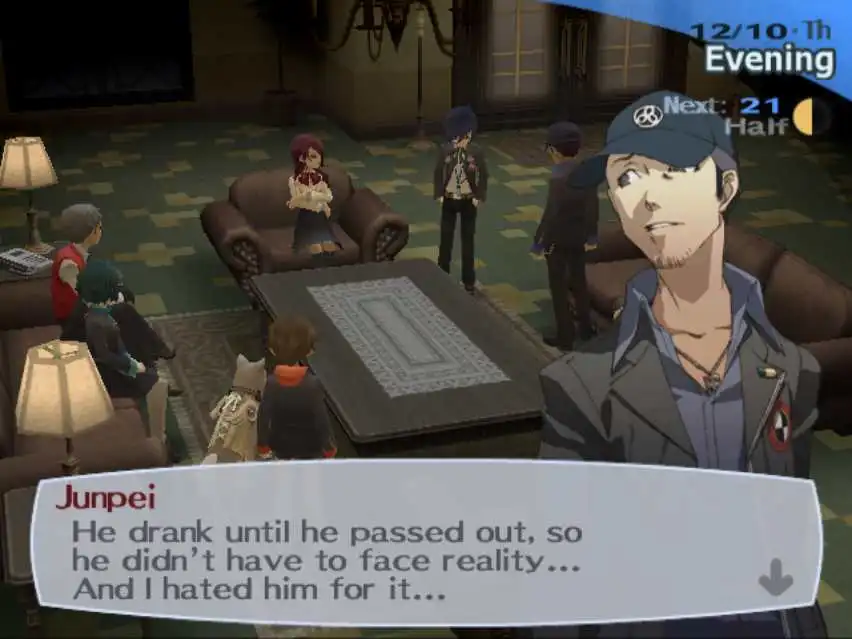 12/10·Th
Evening
Next: 21
Half
Junpei
He drank until he passed out, so
he didn't have to face reality...
And I hated him for it...